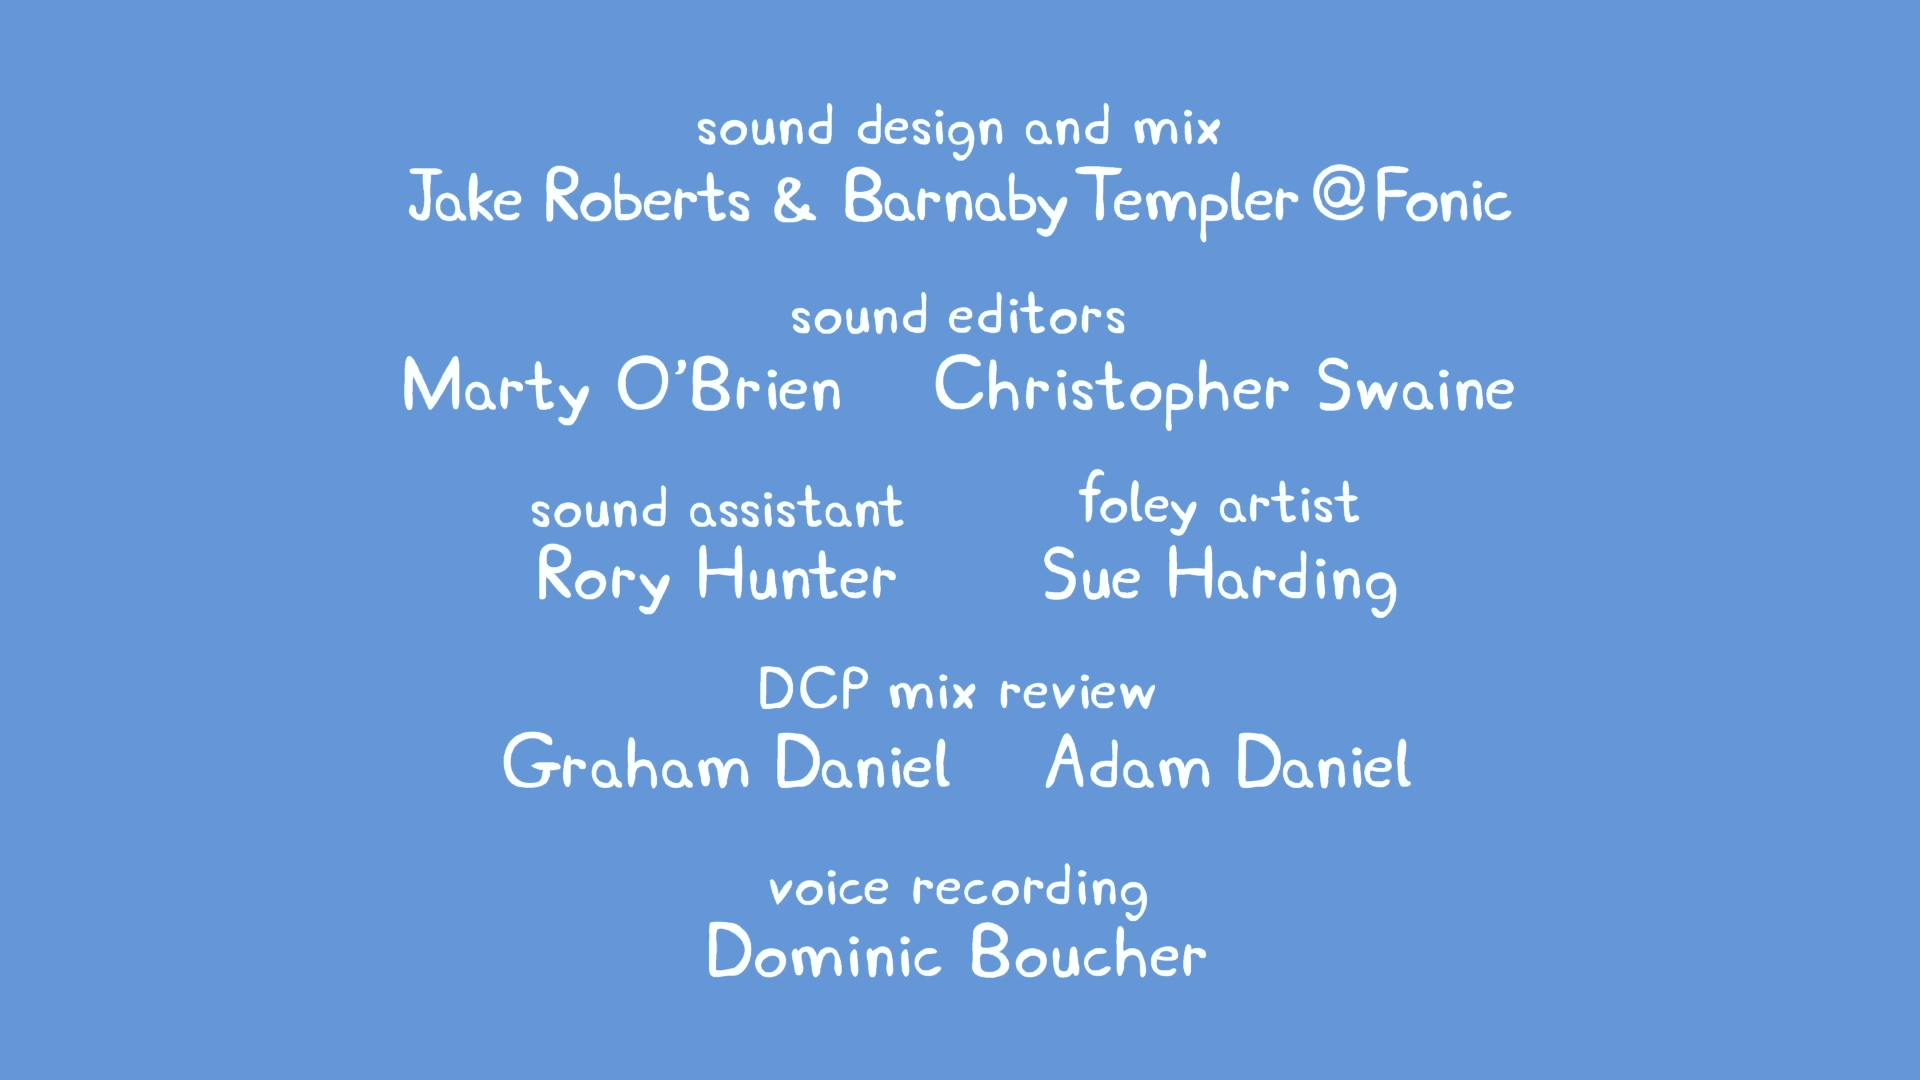 sound design and mix
Jake Roberts & Barnaby Templer @ Fonic
sound editors
Marty O'Brien Christopher Swaine
sound assistant foley artist
Rory Hunter Sue Harding
DCP mix review
Graham Daniel Adam Daniel
voice recording
Dominic Boucher